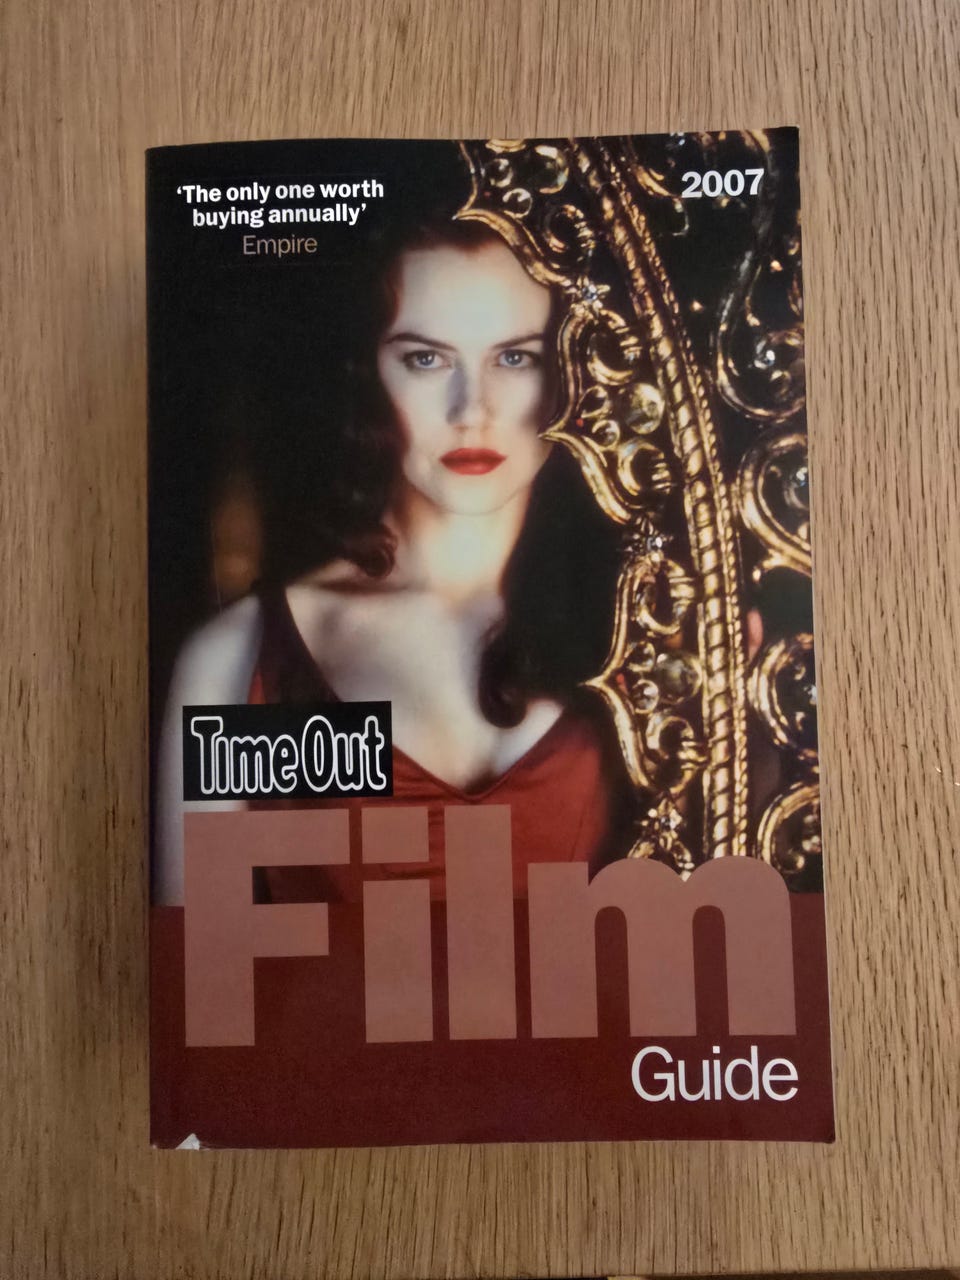 ‘The only one worth
buying annually’
Empire
2007
Time Out
Film
Guide